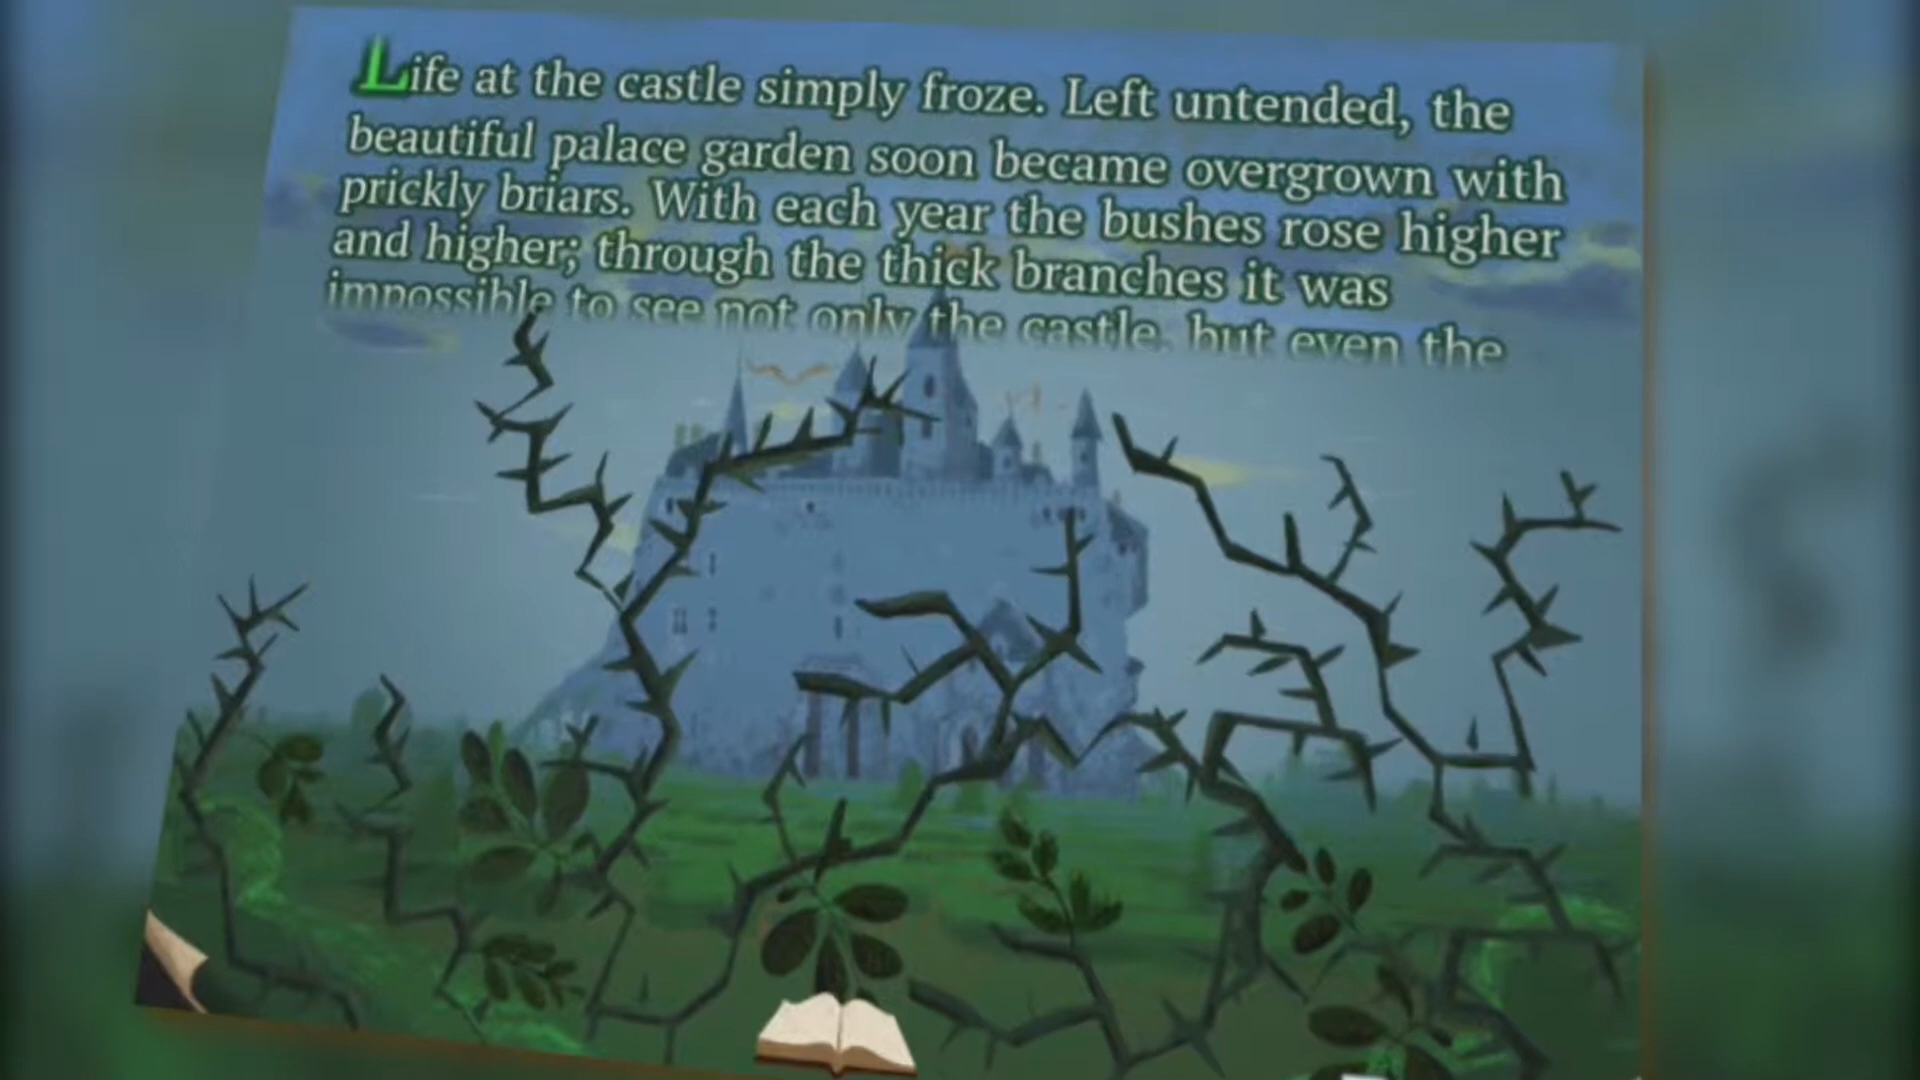 Life at the castle simply froze. Left untended, the
beautiful palace garden soon became overgrown with
prickly briars. With each year the bushes rose higher
and higher; through the thick branches it was
impossible to see not only the castle, but even the